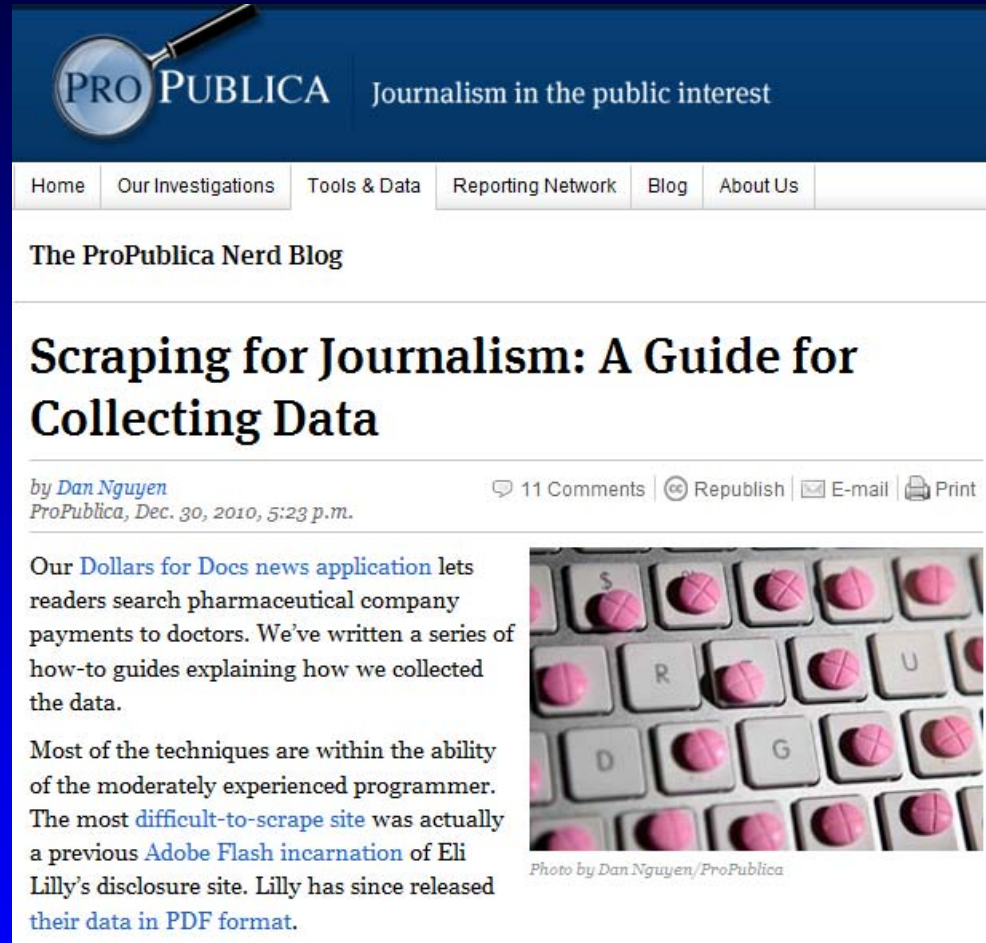 PRO PUBLICA Journalism in the public interest
Home Our Investigations Tools & Data Reporting Network Blog About Us
The ProPublica Nerd Blog
Scraping for Journalism: A Guide for
Collecting Data
by Dan Nguyen
ProPublica, Dec. 30, 2010, 5:23 p.m.
11 Comments cc Republish E-mail Print
Our Dollars for Docs news application lets
readers search pharmaceutical company
payments to doctors. We've written a series of
how-to guides explaining how we collected
the data.
Most of the techniques are within the ability
of the moderately experienced programmer.
The most difficult-to-scrape site was actually
a previous Adobe Flash incarnation of Eli
Lilly's disclosure site. Lilly has since released
their data in PDF format.
$
R U
D G
Photo by Dan Nguyen/ProPublica